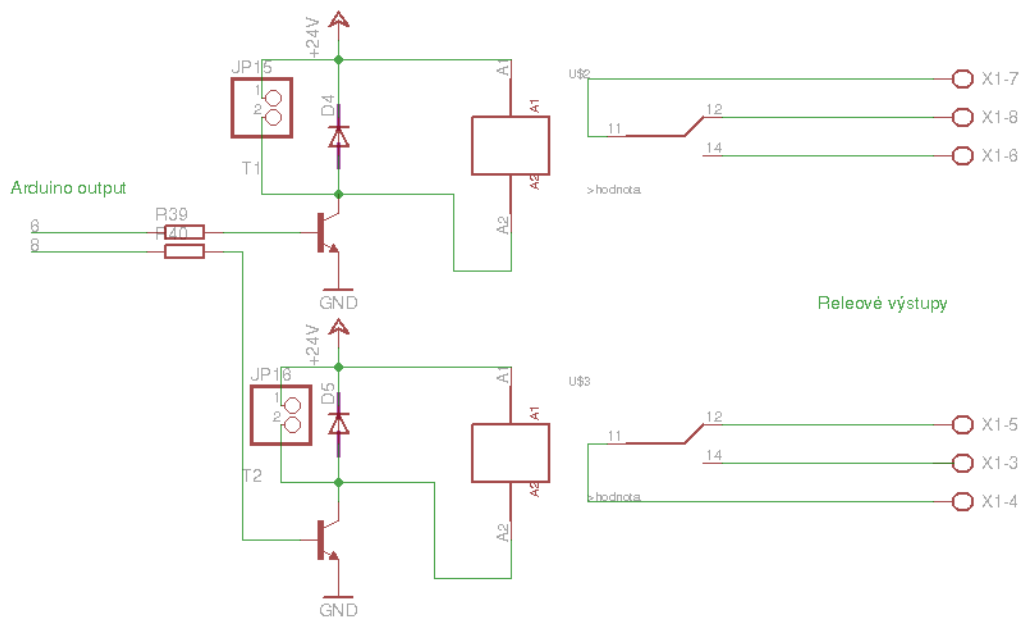 +24V
JP15
1
2
D4
T1
A1
A1
A2
A2
U$2
11
12
14
X1-7
X1-8
X1-6
>hodnota
Arduino output
6
8
R39
R40
GND
Releové výstupy
+24V
JP16
1
2
D5
T2
A1
A1
A2
A2
U$3
11
12
14
>hodnota
X1-5
X1-3
X1-4
GND